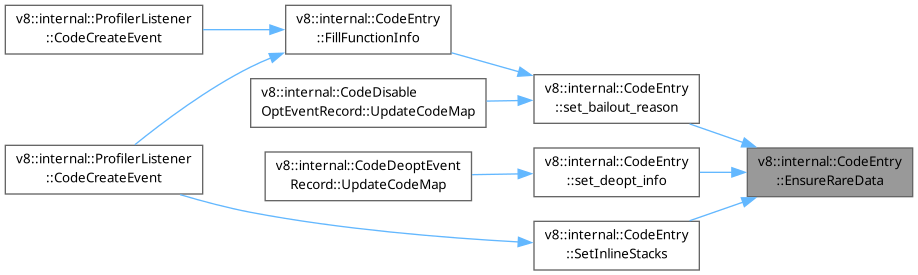 v8::internal::ProfilerListener
::CodeCreateEvent
v8::internal::CodeEntry
::FillFunctionInfo
v8::internal::CodeDisable
OptEventRecord::UpdateCodeMap
v8::internal::CodeEntry
::set_bailout_reason
v8::internal::ProfilerListener
::CodeCreateEvent
v8::internal::CodeDeoptEvent
Record::UpdateCodeMap
v8::internal::CodeEntry
::set_deopt_info
v8::internal::CodeEntry
::EnsureRareData
v8::internal::CodeEntry
::SetInlineStacks